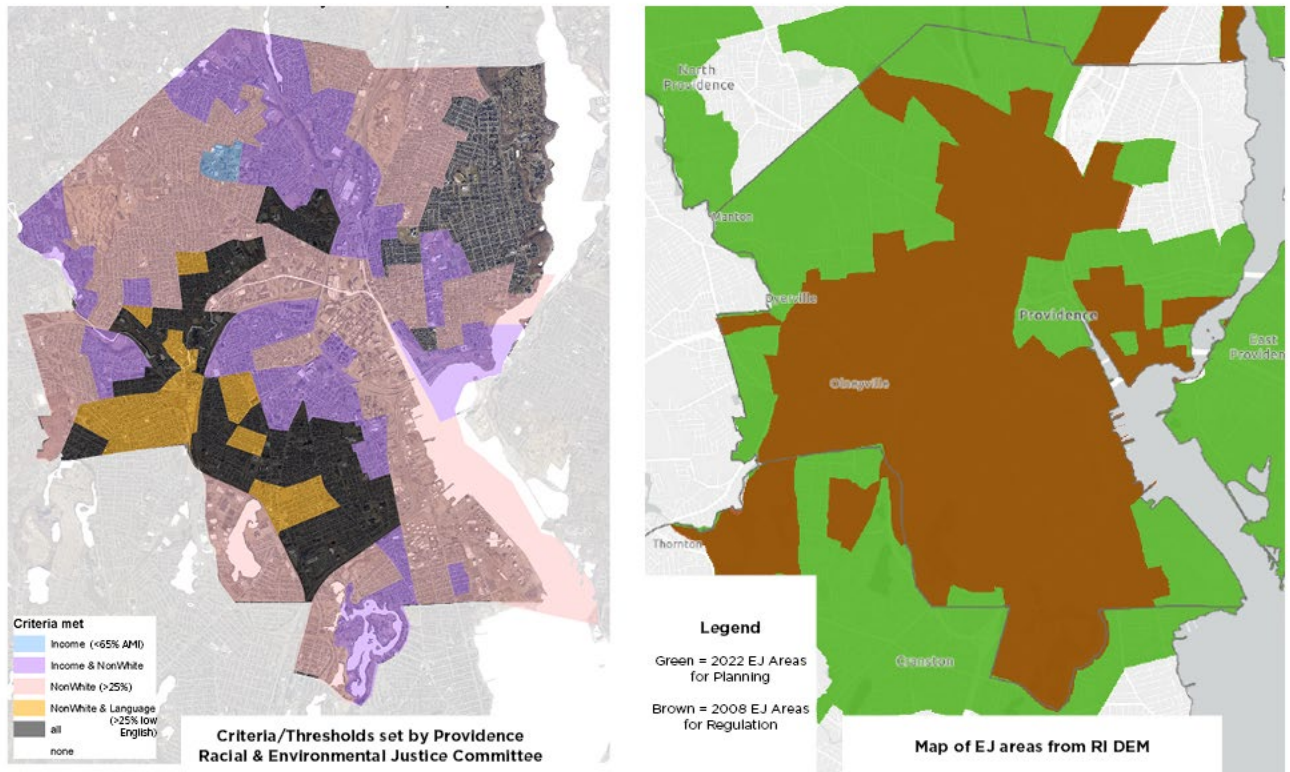 Criteria met
Income (<65% AMI)
Income & NonWhite
NonWhite (>25%)
NonWhite & Language
(>25% low
English)
all
none
Criteria/Thresholds set by Providence
Racial & Environmental Justice Committee
North
Providence
Manton
Dyerville
Providence
East
Providen
Olneyville
Thornton
Cranston
Legend
Green = 2022 EJ Areas
for Planning
Brown = 2008 EJ Areas
for Regulation
Map of EJ areas from RI DEM